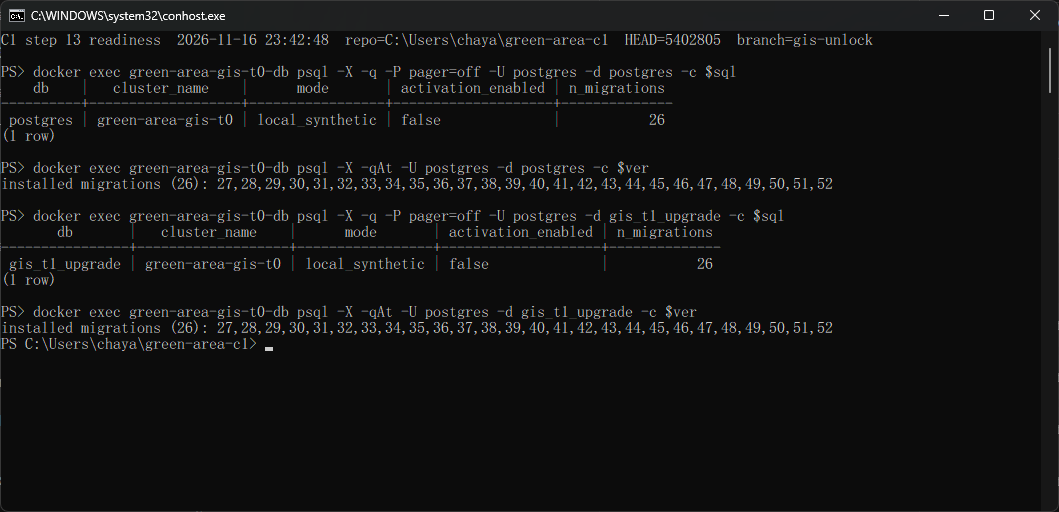 C:\WINDOWS\system32\conhost.exe
C1 step 13 readiness  2026-11-16 23:42:48  repo=C:\Users\chaya\green-area-c1  HEAD=5402805  branch=gis-unlock
PS> docker exec green-area-gis-t0-db psql -X -q -P pager=off -U postgres -d postgres -c $sql
    db    |   cluster_name    |      mode       | activation_enabled | n_migrations
----------+-------------------+-----------------+--------------------+--------------
 postgres | green-area-gis-t0 | local_synthetic | false              |           26
(1 row)
PS> docker exec green-area-gis-t0-db psql -X -qAt -U postgres -d postgres -c $ver
installed migrations (26): 27,28,29,30,31,32,33,34,35,36,37,38,39,40,41,42,43,44,45,46,47,48,49,50,51,52
PS> docker exec green-area-gis-t0-db psql -X -q -P pager=off -U postgres -d gis_t1_upgrade -c $sql
       db       |   cluster_name    |      mode       | activation_enabled | n_migrations
----------------+-------------------+-----------------+--------------------+--------------
 gis_t1_upgrade | green-area-gis-t0 | local_synthetic | false              |           26
(1 row)
PS> docker exec green-area-gis-t0-db psql -X -qAt -U postgres -d gis_t1_upgrade -c $ver
installed migrations (26): 27,28,29,30,31,32,33,34,35,36,37,38,39,40,41,42,43,44,45,46,47,48,49,50,51,52
PS C:\Users\chaya\green-area-c1>